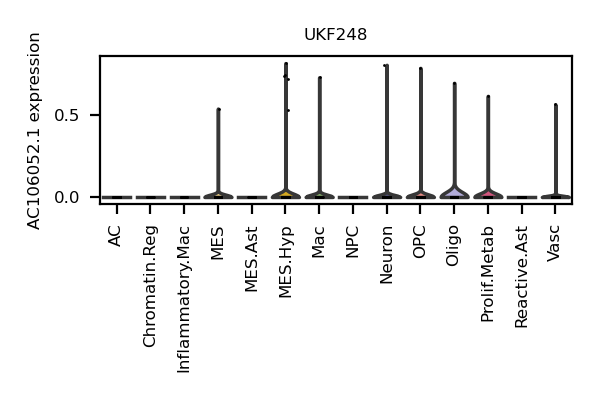 UKF248
AC106052.1 expression
0.5
0.0
AC
Chromatin.Reg
Inflammatory.Mac
MES
MES.Ast
MES.Hyp
Mac
NPC
Neuron
OPC
Oligo
Prolif.Metab
Reactive.Ast
Vasc